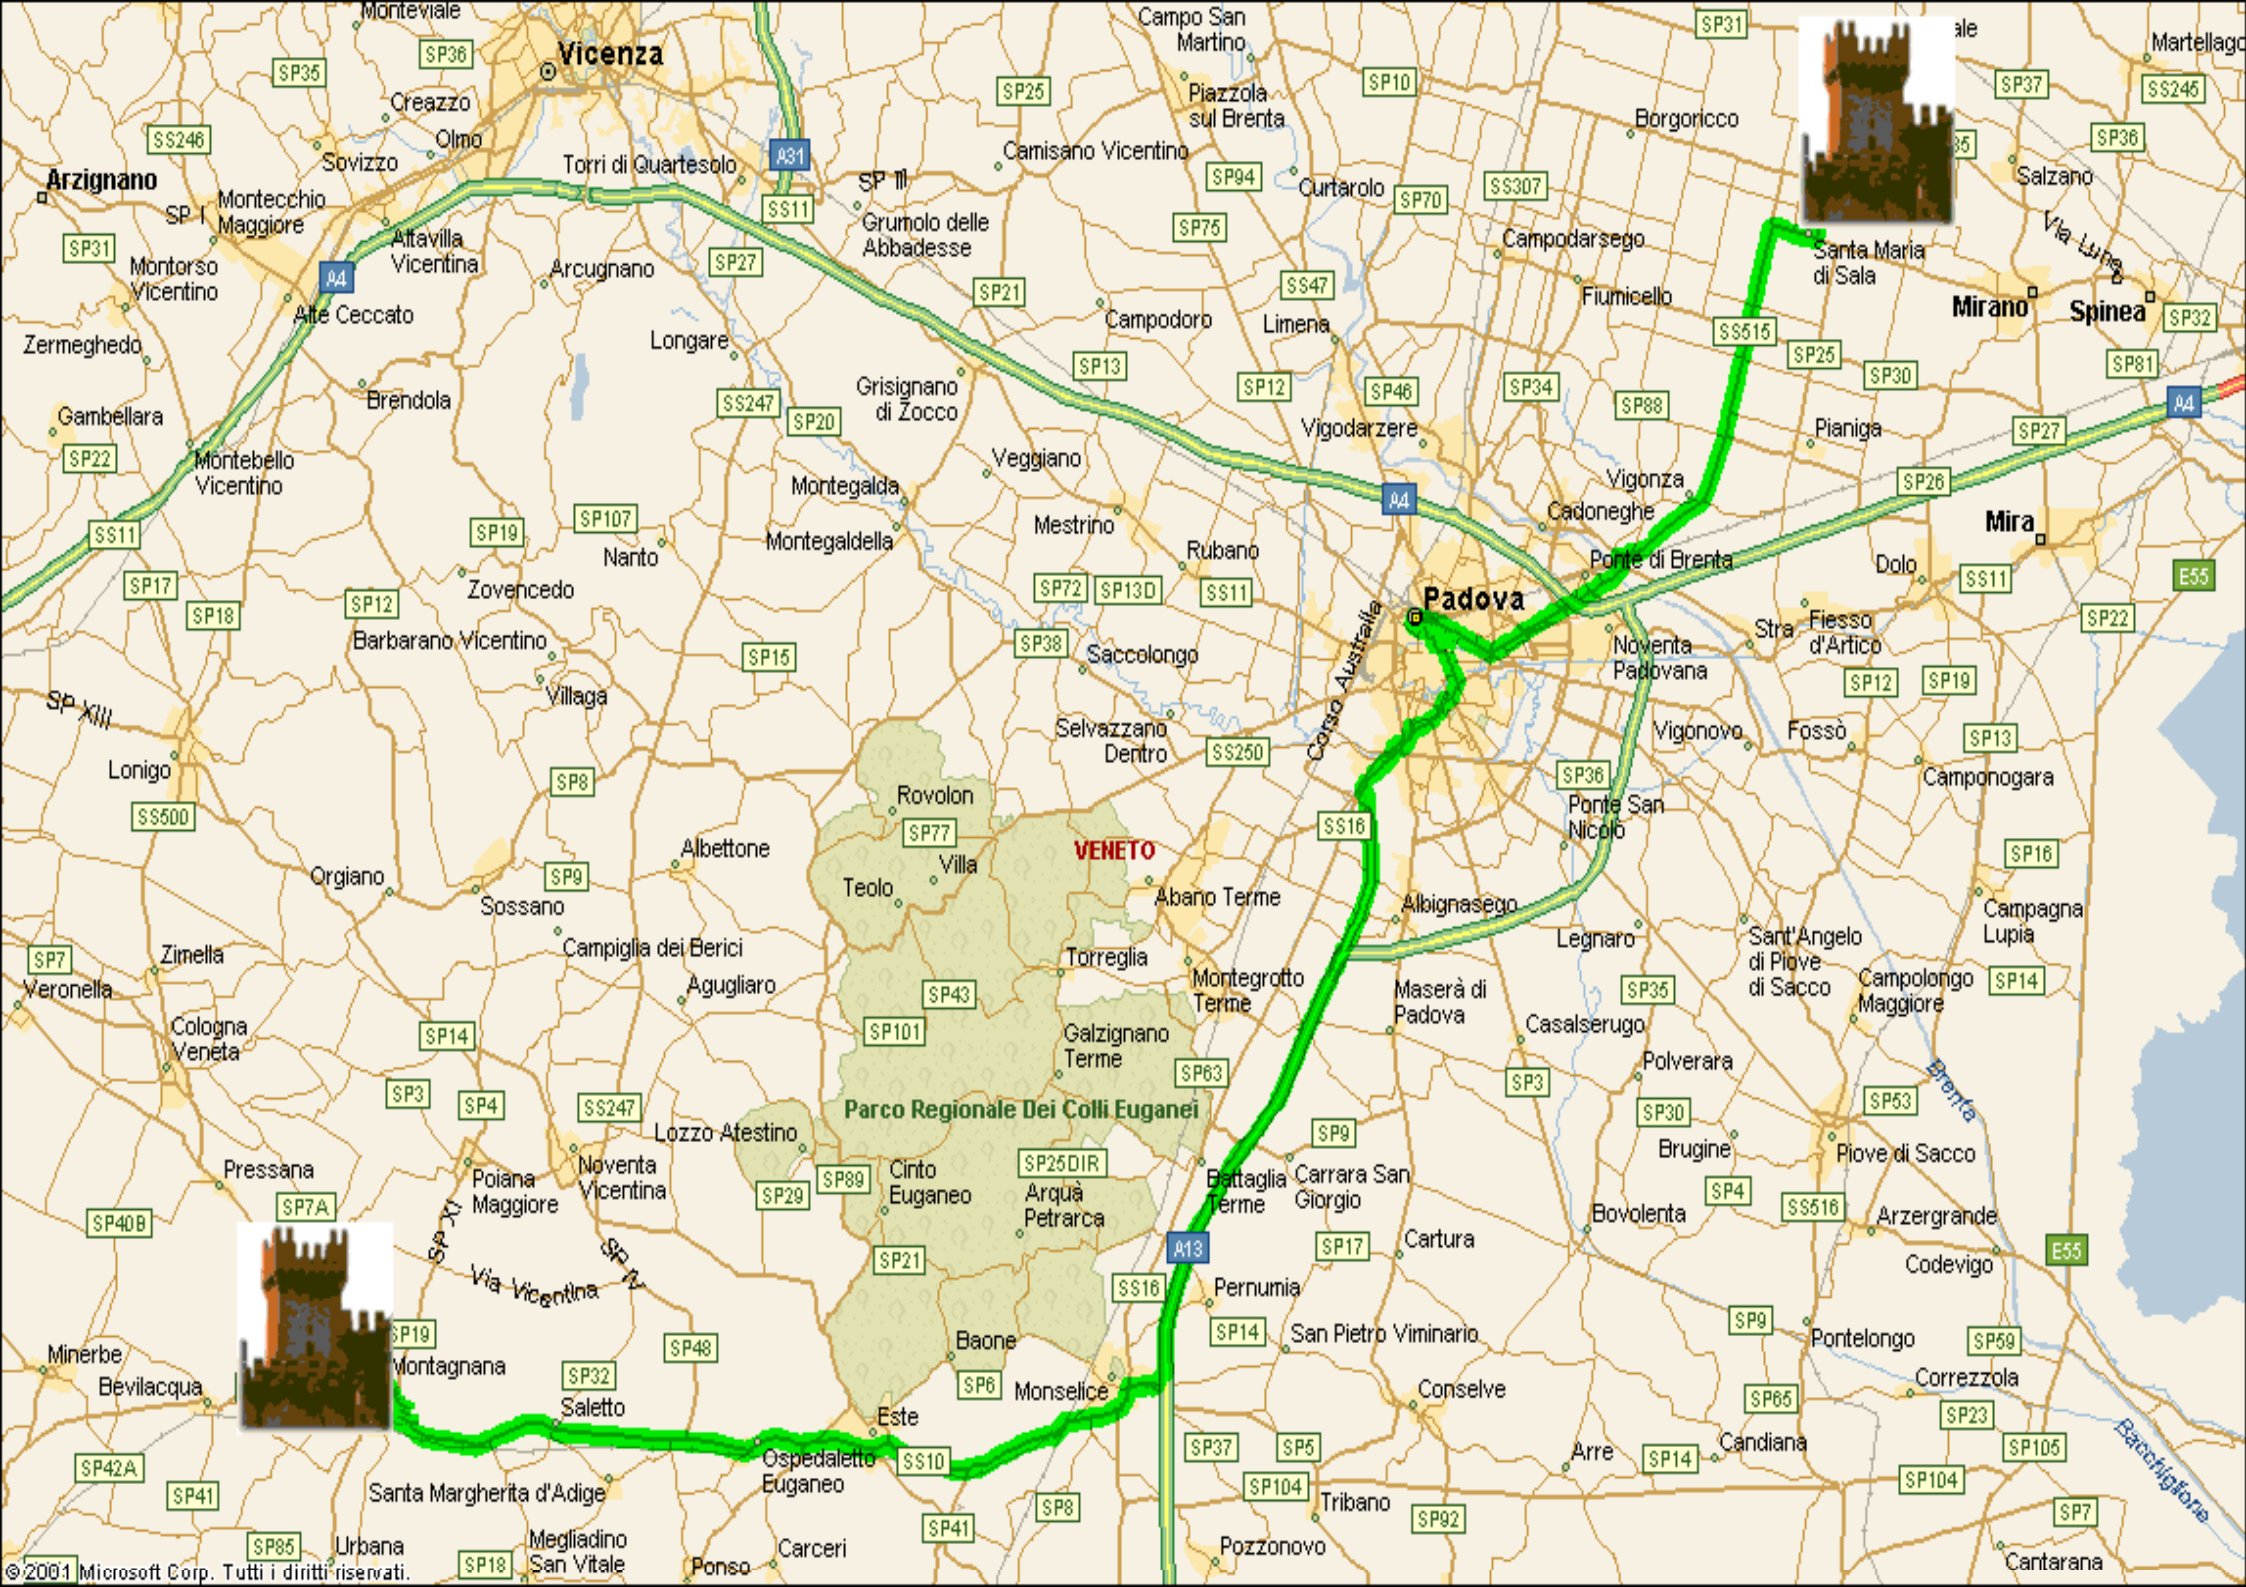 Monteviale
Campo San
Martino
SP31
ale
Martellago
Vicenza
SP36
SP35
SP25
SP10
SP37
SS245
Creazzo
Piazzola
sul Brenta
Borgoricco
SS246
Olmo
A31
SP36
Sovizzo
Torri di Quartesolo
Camisano Vicentino
Arzignano
SP III
SP94
Curtarolo
SS307
Salzano
Montecchio
Maggiore
SP I
SS11
SP70
Grumolo delle
Abbadesse
SP75
Campodarsego
Via Lune
SP31
Altavilla
Vicentina
SP27
Santa Maria
di Sala
Montorso
Vicentino
A4
Arcugnano
SP21
SS47
Fiumicello
Mirano
Spinea
SP32
Alte Ceccato
Campodoro
Limena
SS515
Zermeghedo
Longare
SP13
SP25
SP81
Brendola
Grisignano
di Zocco
SP12
SP46
SP34
SP30
SS247
SP20
SP88
A4
Gambellara
Vigodarzere
Pianiga
SP27
SP22
Montebello
Vicentino
Veggiano
Montegalda
A4
Vigonza
SP26
SS11
SP19
SP107
Nanto
Montegaldella
Mestrino
Cadoneghe
Mira
Rubano
Ponte di Brenta
Dolo
SS11
E55
SP17
Zovencedo
SP72
SP13D
SS11
SP18
SP12
Padova
Barbarano Vicentino
SP15
SP38
Saccolongo
Corso Australia
Noventa
Padovana
Stra
Fiesso
d'Artico
SP22
SP XIII
Villaga
SP12
SP19
Selvazzano
Dentro
SS250
Vigonovo
Fossò
SP13
Lonigo
SP8
SP36
Camponogara
SS500
Rovolon
SP77
SS16
Ponte San
Nicolò
Albettone
VENETO
SP16
Orgiano
SP9
Villa
Teolo
Abano Terme
Sossano
Albignasego
Campagna
Lupia
Campiglia dei Berici
Legnaro
Sant'Angelo
di Piove
di Sacco
SP7
Zimella
Torreglia
Veronella
Agugliaro
SP43
Montegrotto
Terme
Maserà di
Padova
SP35
Campolongo
Maggiore
SP14
Cologna
Veneta
SP14
SP101
Galzignano
Terme
Casalserugo
Polverara
SP3
SP4
SS247
SP63
SP3
Brenta
Parco Regionale Dei Colli Euganei
SP30
SP53
Lozzo Atestino
SP9
Brugine
Piove di Sacco
Pressana
Poiana
Maggiore
Noventa
Vicentina
SP29
SP89
Cinto
Euganeo
SP25DIR
Arquà
Petrarca
Battaglia
Terme
Carrara San
Giorgio
SP4
SP40B
SP7A
SP XI
SP IV
SS516
Bovolenta
Arzergrande
Via Vicentina
SP21
A13
SP17
Cartura
Codevigo
E55
SS16
Pernumia
SP19
SP48
SP14
San Pietro Viminario
SP9
Pontelongo
SP59
Minerbe
Montagnana
Baone
Bevilacqua
SP32
SP6
Monselice
Conselve
SP65
Correzzola
Saletto
Este
SP23
SP42A
Ospedaletto
Euganeo
SS10
SP37
SP5
Arre
SP14
Candiana
SP105
Bacchiglione
SP41
Santa Margherita d'Adige
SP8
SP104
Tribano
SP104
SP7
SP41
SP92
SP85
Urbana
Megliadino
San Vitale
SP18
Ponso
Carceri
Pozzonovo
Cantarana
© 2001 Microsoft Corp. Tutti i diritti riservati.